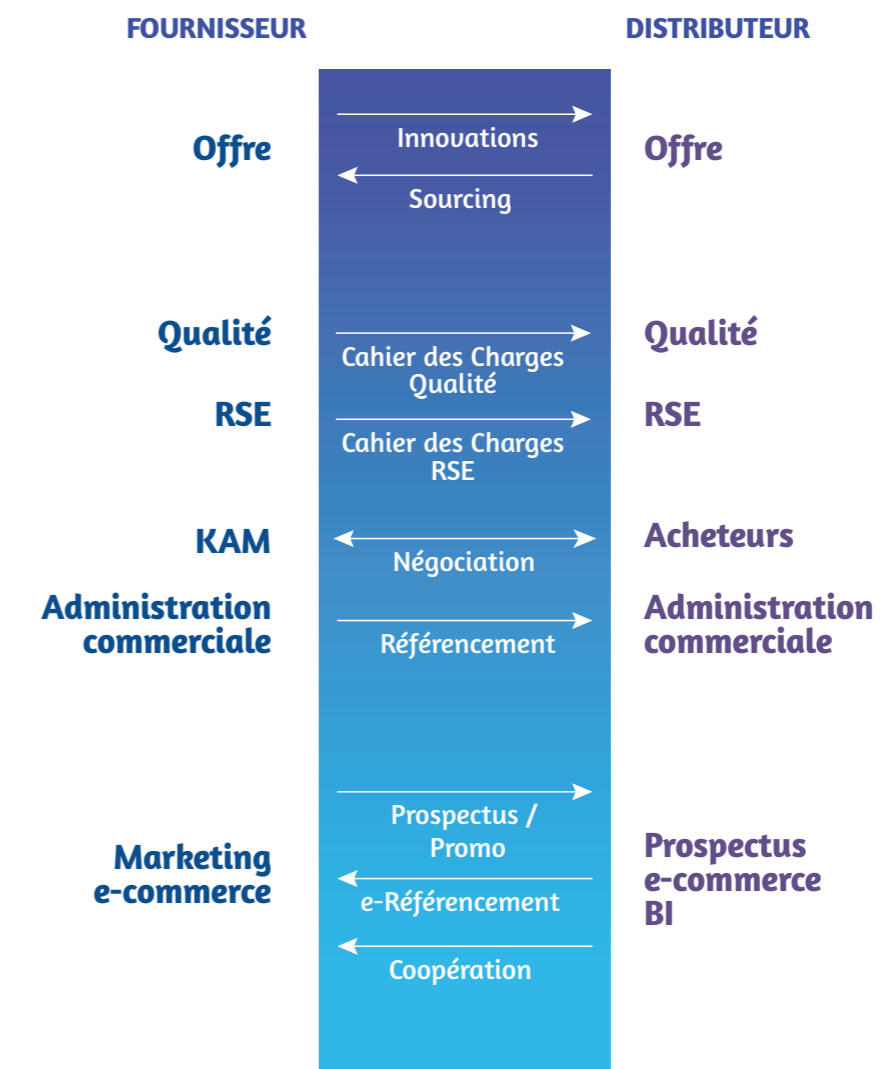 FOURNISSEUR
DISTRIBUTEUR
Offre
Innovations
Sourcing
Offre
Qualité
Cahier des Charges
Qualité
Qualité
RSE
Cahier des Charges
RSE
RSE
KAM
Négociation
Acheteurs
Administration
commerciale
Référencement
Administration
commerciale
Marketing
e-commerce
Prospectus /
Promo
e-Référencement
Coopération
Prospectus
e-commerce
BI